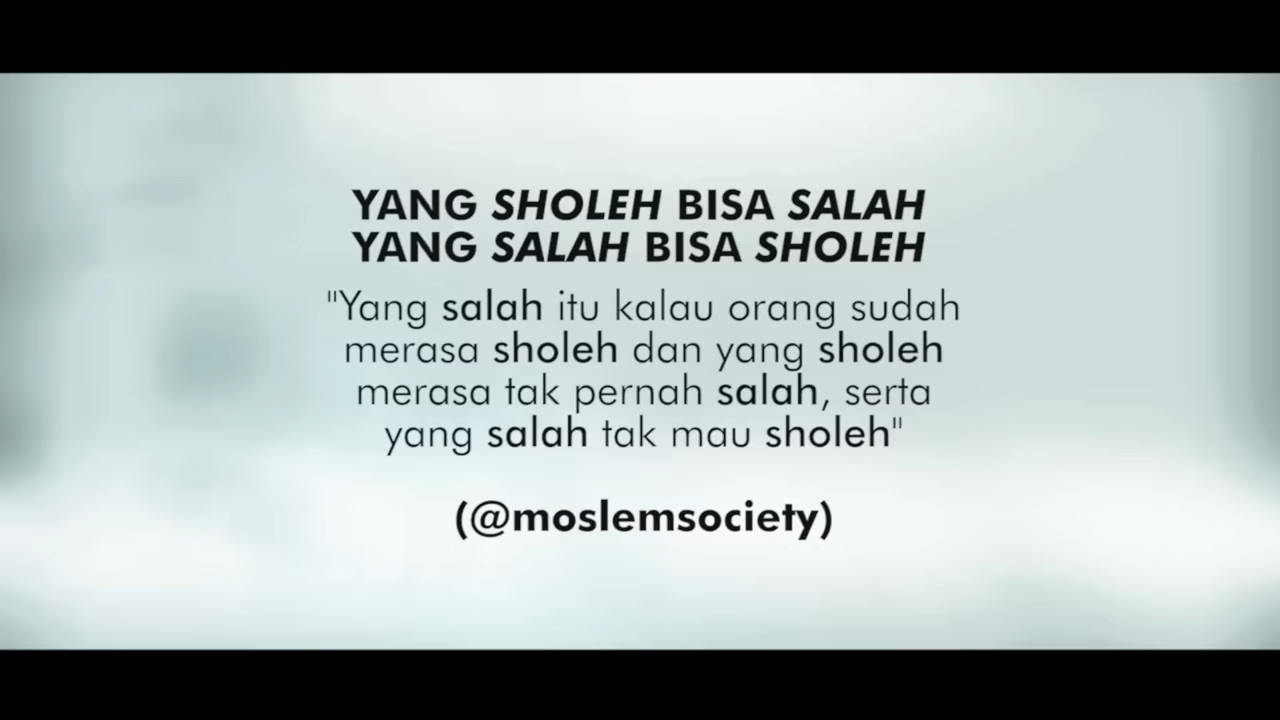 YANG SHOLEH BISA SALAH
YANG SALAH BISA SHOLEH
"Yang salah itu kalau orang sudah
merasa sholeh dan yang sholeh
merasa tak pernah salah, serta
yang salah tak mau sholeh"
(@moslemsociety)